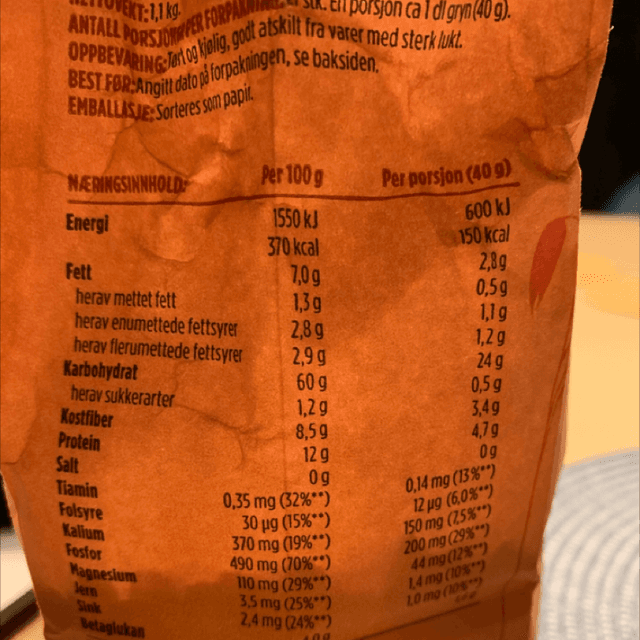 NETTOVEKT: 1,1 kg.
ANTALL PORSJONER PER FORPAKNING: stk. En porsjon ca 1 dl gryn (40 g).
OPPBEVARING: Tørt og kjølig, godt atskilt fra varer med sterk lukt.
BEST FØR: Angitt dato på forpakningen, se baksiden.
EMBALLASJE: Sorteres som papir.
NÆRINGSINNHOLD: Per 100 g Per porsjon (40 g)
Energi 1550 kJ 600 kJ
370 kcal 150 kcal
Fett 7,0 g 2,8 g
herav mettet fett 1,3 g 0,5 g
herav enumettede fettsyrer 2,8 g 1,1 g
herav flerumettede fettsyrer 2,9 g 1,2 g
Karbohydrat 60 g 24 g
herav sukkerarter 1,2 g 0,5 g
Kostfiber 8,5 g 3,4 g
Protein 12 g 4,7 g
Salt 0 g 0 g
Tiamin 0,35 mg (32%**) 0,14 mg (13%**)
Folsyre 30 µg (15%**) 12 µg (6,0%**)
Kalium 370 mg (19%**) 150 mg (7,5%**)
Fosfor 490 mg (70%**) 200 mg (29%**)
Magnesium 110 mg (29%**) 44 mg (12%**)
Jern 3,5 mg (25%**) 1,4 mg (10%**)
Sink 2,4 mg (24%**) 1,0 mg (10%**)
Betaglukan